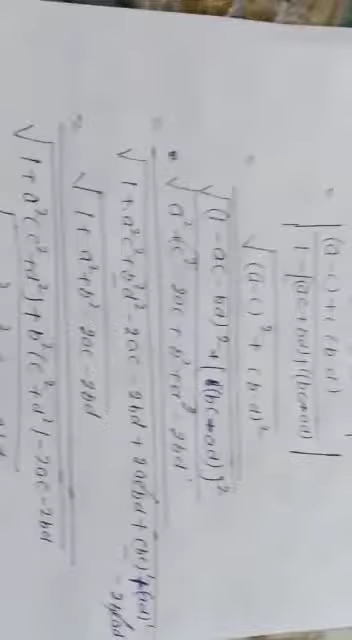 | (a-c) + i(b-d) |
| 1-(ac+bd)+i(bc-ad) |
√(a-c)² + (b-d)²
√(1-ac-bd)² + ((bc-ad))²
√a²+c²-2ac+b²+d²-2bd
√1+a²c²+b²d²-2ac-2bd+2acbd+(bc)²+(ad)²-2abcd
√1+a²+b²-2ac-2bd
√1+a²(c²+d²)+b²(c²+d²)-2ac-2bd